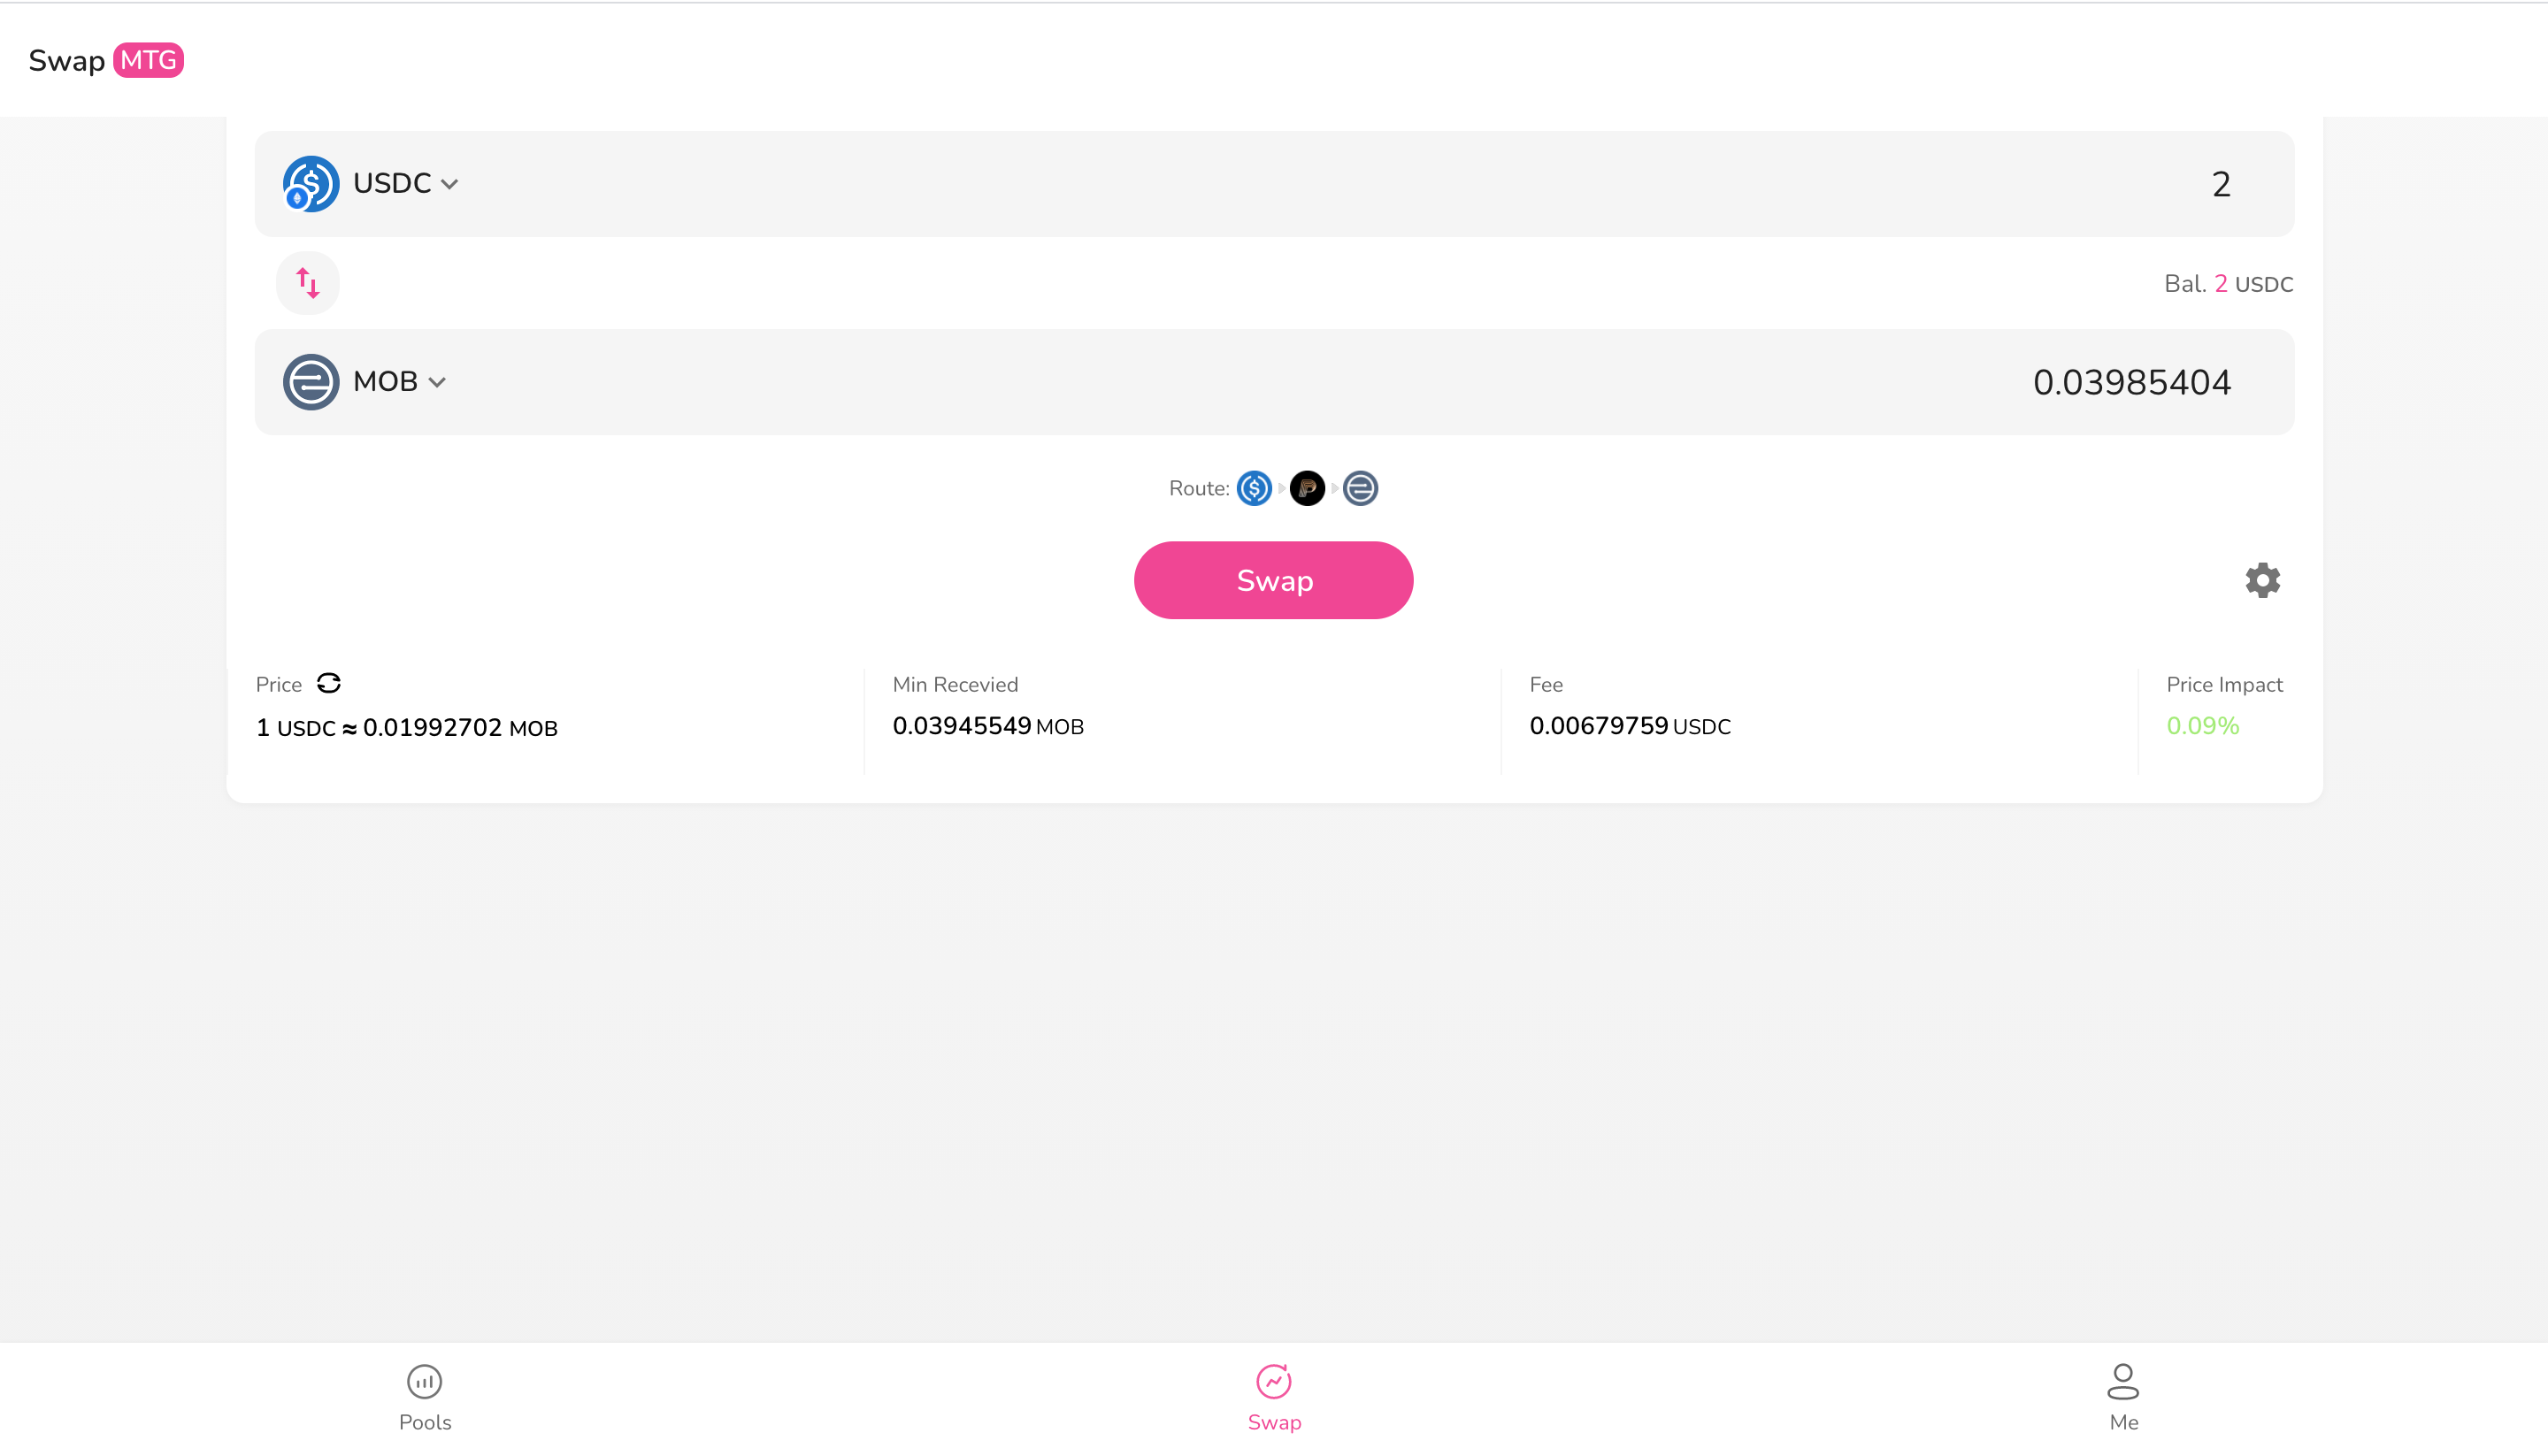 Swap MTG
USDC 2
Bal. 2 USDC
MOB 0.03985404
Route:
Swap
Price Min Recevied Fee Price Impact
1 USDC ≈ 0.01992702 MOB 0.03945549 MOB 0.00679759 USDC 0.09%
Pools Swap Me